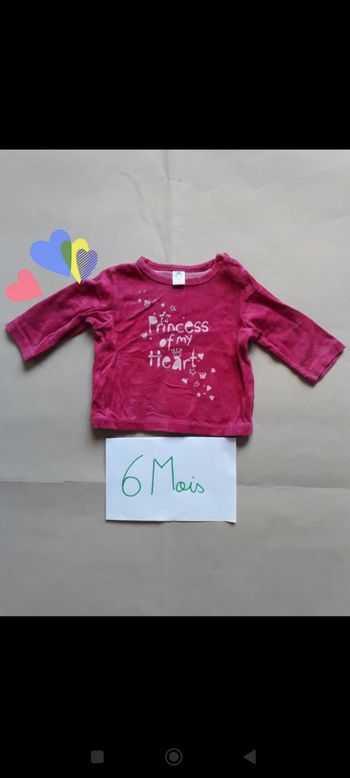 Princess
of my
Heart
6 Mois